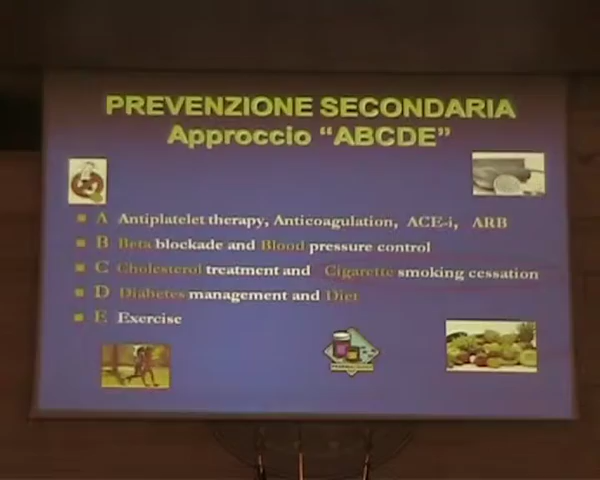 PREVENZIONE SECONDARIA
Approccio “ABCDE”
A Antiplatelet therapy, Anticoagulation, ACE-i, ARB
B Beta blockade and Blood pressure control
C Cholesterol treatment and Cigarette smoking cessation
D Diabetes management and Diet
E Exercise